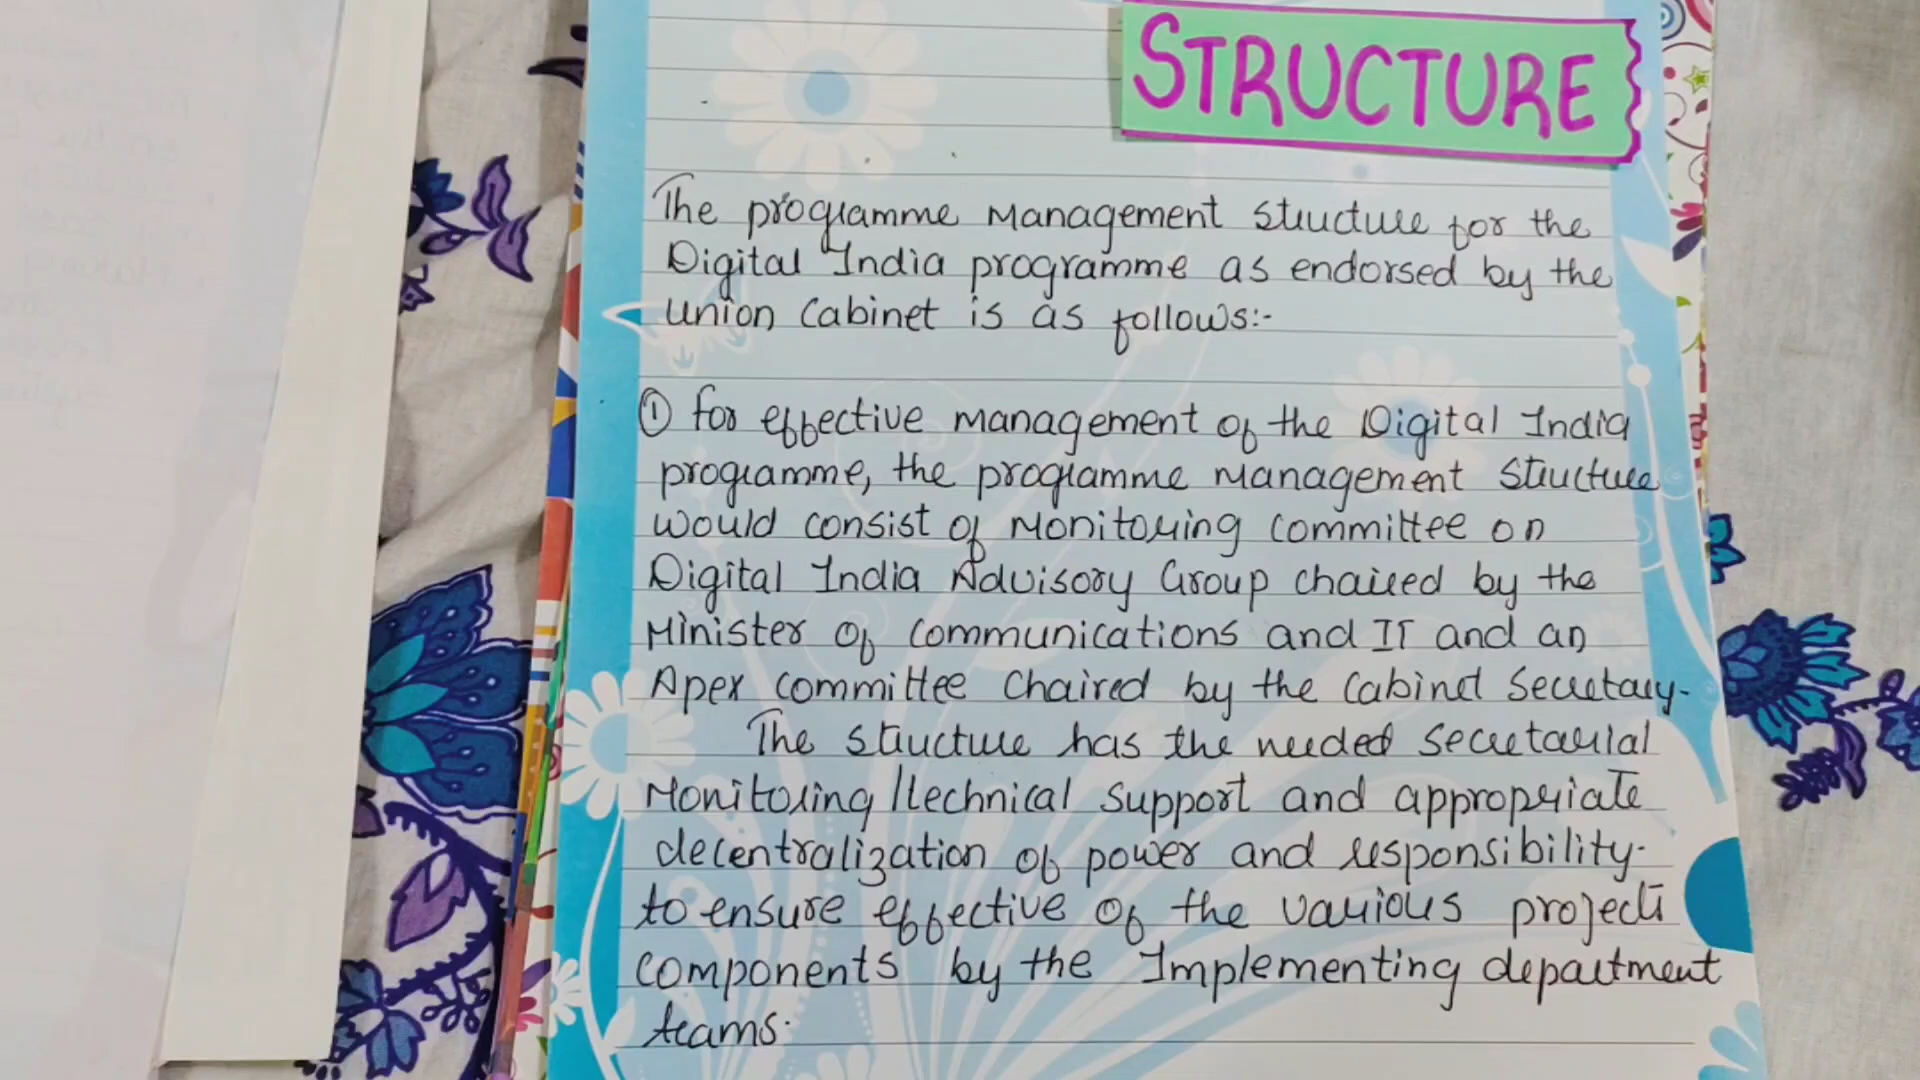 STRUCTURE
The programme Management structure for the
Digital India programme as endorsed by the
Union Cabinet is as follows:-
① for effective management of the Digital India
programme, the programme management structure
would consist of Monitoring committee on
Digital India Advisory Group chaired by the
Minister of communications and IT and an
Apex committee chaired by the Cabinet Secretary.
The structure has the needed secretarial
Monitoring/technical support and appropriate
decentralization of power and responsibility.
to ensure effective of the various projects
components by the Implementing department
teams.